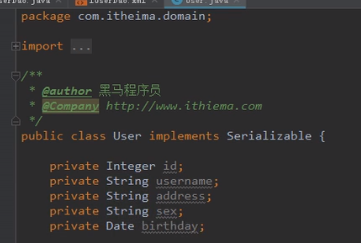 package com.itheima.domain;
import ...
/**
* @author 黑马程序员
* @Company http://www.ithiema.com
*/
public class User implements Serializable {
private Integer id;
private String username;
private String address;
private String sex;
private Date birthday;